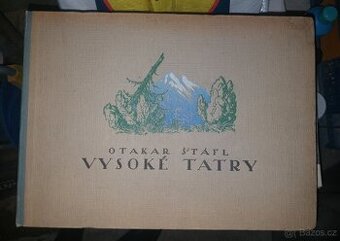 OTAKAR ŠTÁFL
VYSOKÉ TATRY
Bazos.cz